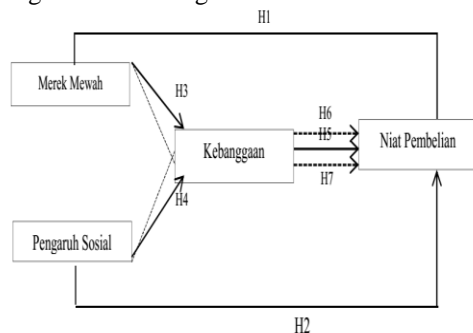 H1
Merek Mewah
H3
H6
H5
Kebanggaan
Niat Pembelian
H7
H4
Pengaruh Sosial
H2